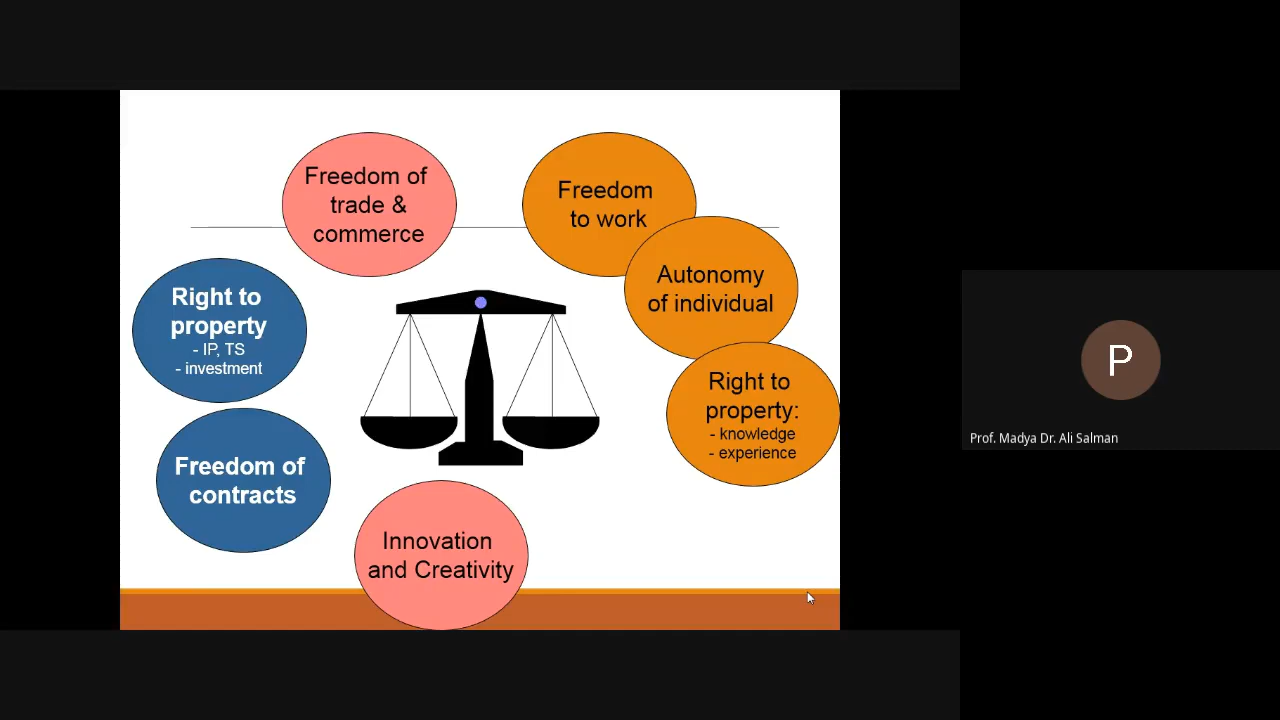 Freedom of
trade &
commerce
Freedom
to work
Autonomy
of individual
Right to
property
- IP, TS
- investment
Right to
property:
- knowledge
- experience
Freedom of
contracts
Innovation
and Creativity
P
Prof. Madya Dr. Ali Salman